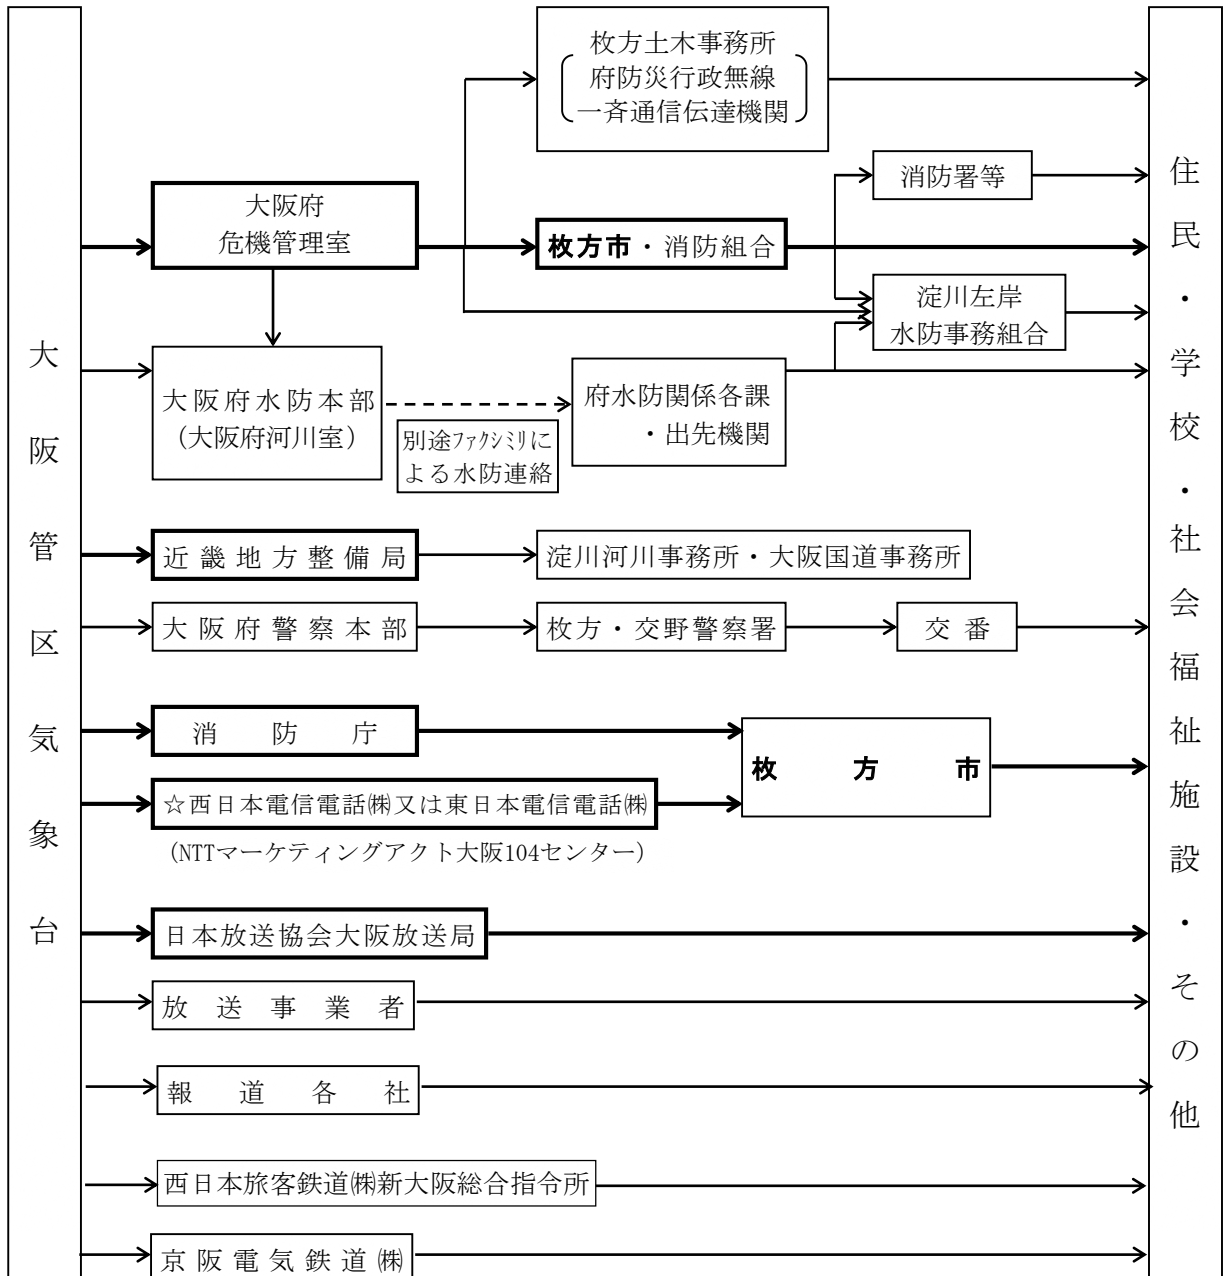 大阪管区気象台
枚方土木事務所
府防災行政無線
一斉通信伝達機関
消防署等
大阪府
危機管理室
枚方市・消防組合
淀川左岸
水防事務組合
大阪府水防本部
（大阪府河川室）
別途ﾌｧｸｼﾐﾘに
よる水防連絡
府水防関係各課
・出先機関
近畿地方整備局
淀川河川事務所・大阪国道事務所
大阪府警察本部
枚方・交野警察署
交番
消防庁
枚方市
☆西日本電信電話㈱又は東日本電信電話㈱
（NTTマーケティングアクト大阪104センター）
日本放送協会大阪放送局
放送事業者
報道各社
西日本旅客鉄道㈱新大阪総合指令所
京阪電気鉄道㈱
住民・学校・社会福祉施設・その他